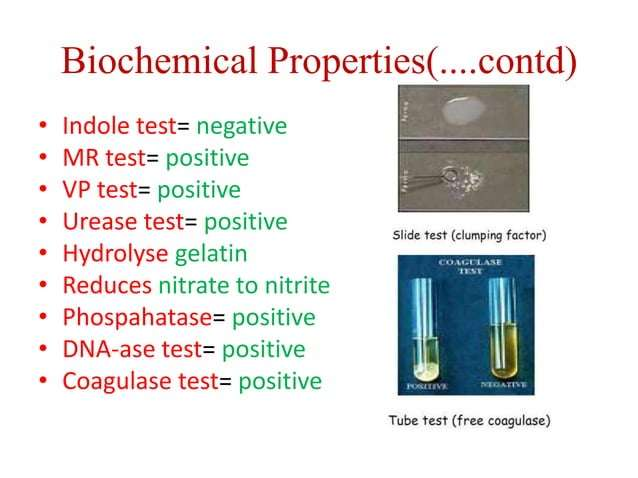 Biochemical Properties(....contd)
• Indole test= negative
• MR test= positive
• VP test= positive
• Urease test= positive
• Hydrolyse gelatin
• Reduces nitrate to nitrite
• Phospahatase= positive
• DNA-ase test= positive
• Coagulase test= positive
Slide test (clumping factor)
COAGULASE
TEST
POSITIVE
NEGATIVE
Tube test (free coagulase)